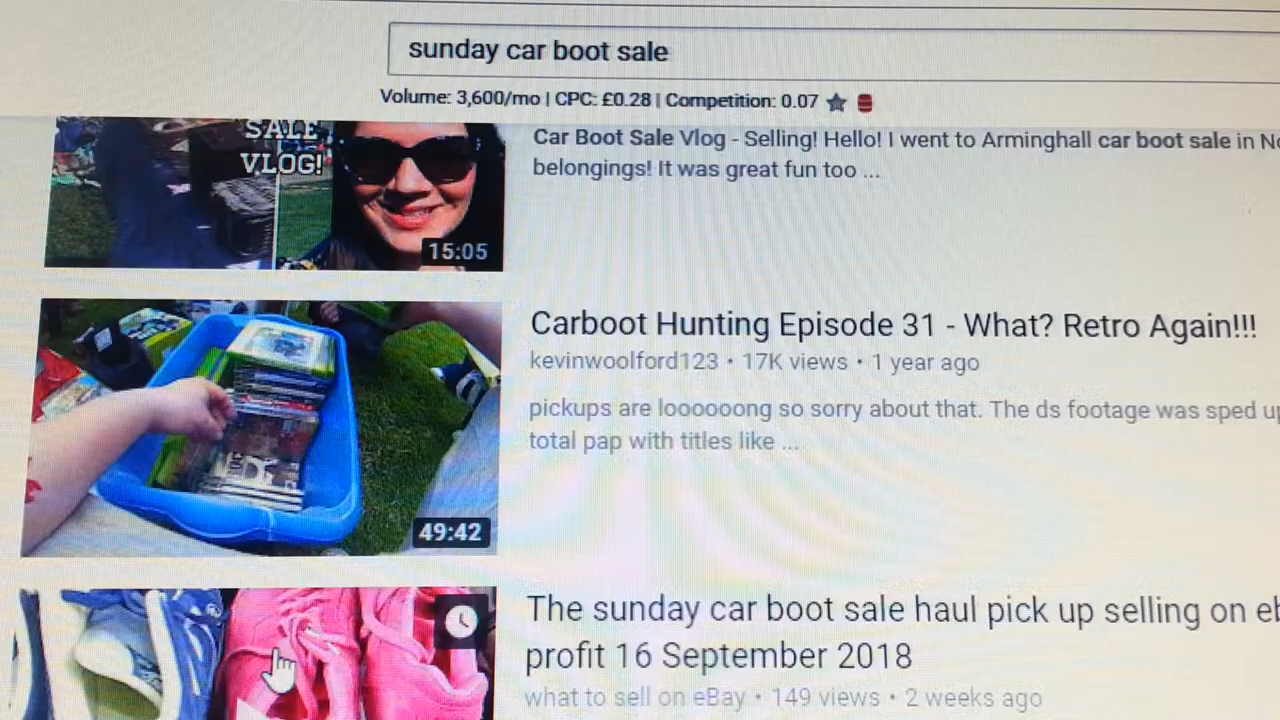 sunday car boot sale
Volume: 3,600/mo | CPC: £0.28 | Competition: 0.07
SALE
VLOG!
15:05
Car Boot Sale Vlog - Selling! Hello! I went to Arminghall car boot sale in
belongings! It was great fun too ...
49:42
Carboot Hunting Episode 31 - What? Retro Again!!!
kevinwoolford123 • 17K views • 1 year ago
pickups are loooooong so sorry about that. The ds footage was sped
total pap with titles like ...
The sunday car boot sale haul pick up selling on
profit 16 September 2018
what to sell on eBay • 149 views • 2 weeks ago